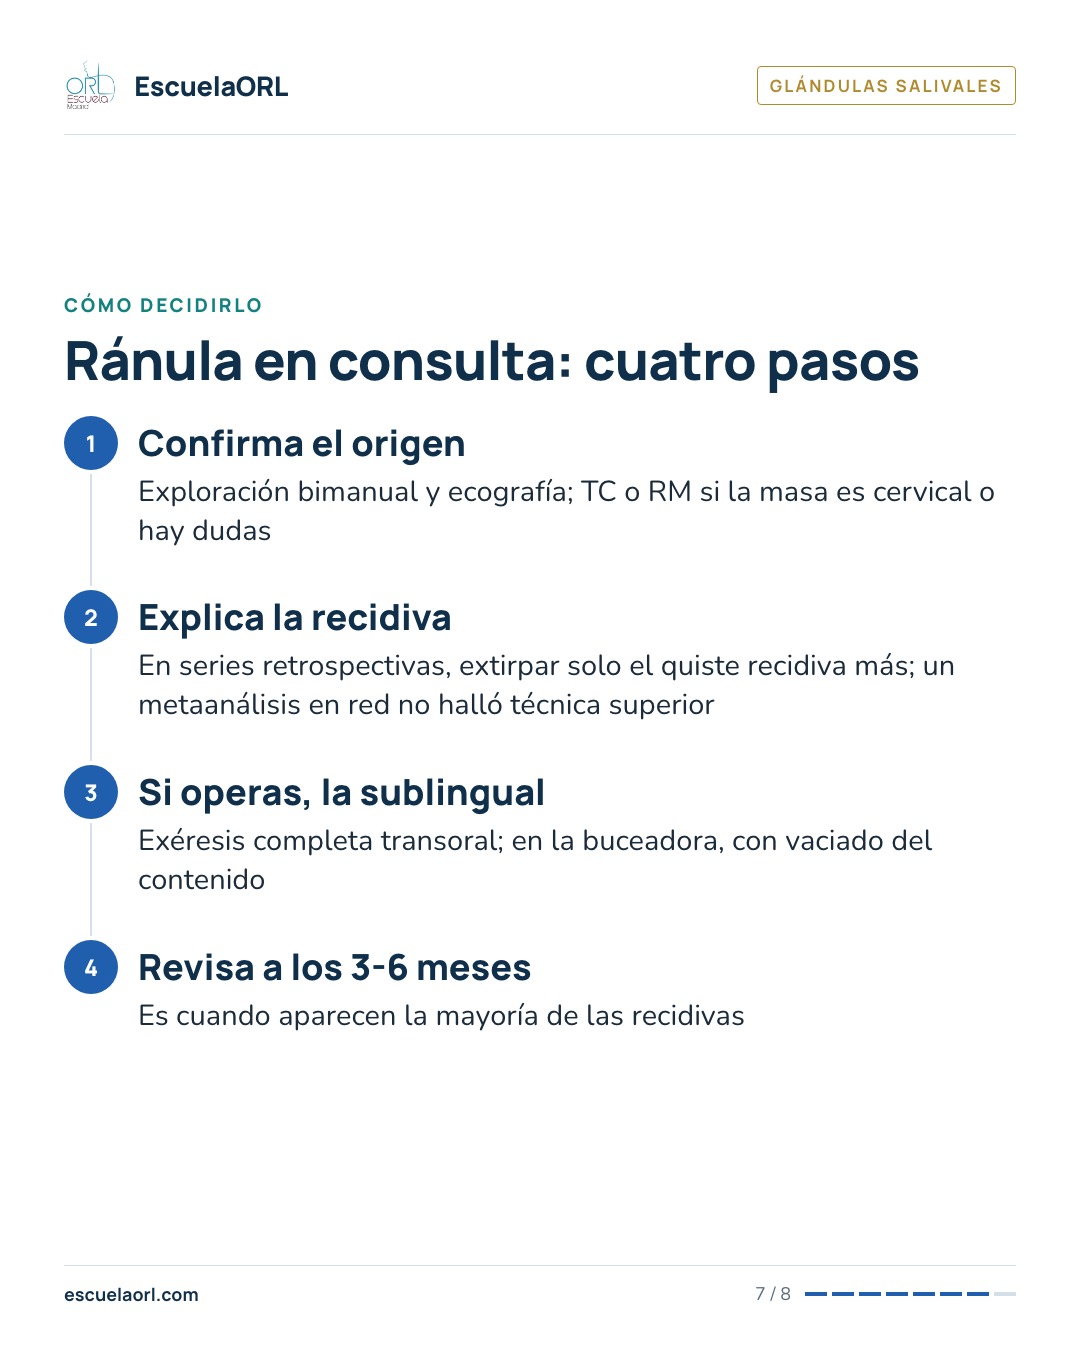 ORL
Escuela
Madrid
EscuelaORL
GLÁNDULAS SALIVALES
CÓMO DECIDIRLO
Ránula en consulta: cuatro pasos
1
Confirma el origen
Exploración bimanual y ecografía; TC o RM si la masa es cervical o
hay dudas
2
Explica la recidiva
En series retrospectivas, extirpar solo el quiste recidiva más; un
metaanálisis en red no halló técnica superior
3
Si operas, la sublingual
Exéresis completa transoral; en la buceadora, con vaciado del
contenido
4
Revisa a los 3-6 meses
Es cuando aparecen la mayoría de las recidivas
escuelaorl.com
7 / 8